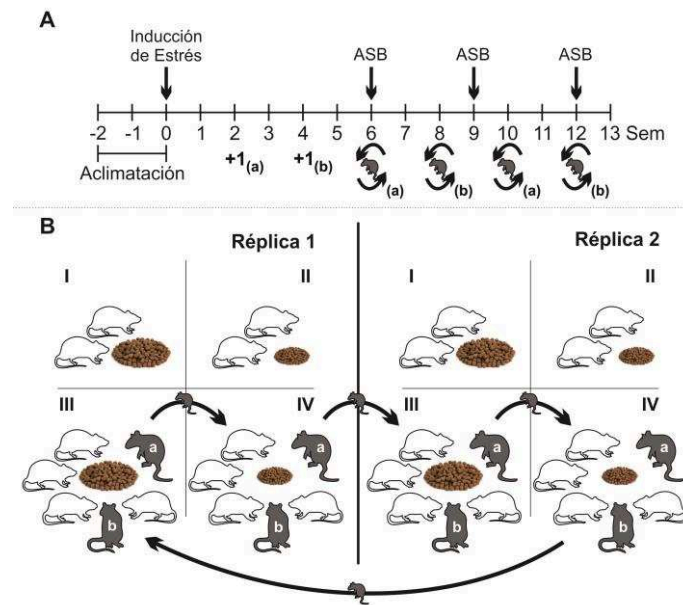 A
Inducción
de Estrés
ASB
ASB
ASB
-2 -1 0 1 2 3 4 5 6 7 8 9 10 11 12 13 Sem
Aclimatación
+1(a)
+1(b)
(a)
(b)
(a)
(b)
B
Réplica 1
Réplica 2
I
II
I
II
III
IV
III
IV
a
a
a
a
b
b
b
b